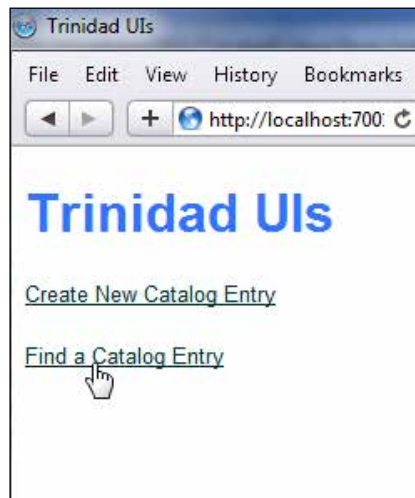 Trinidad UIs
File Edit View History Bookmarks
http://localhost:700
Trinidad UIs
Create New Catalog Entry
Find a Catalog Entry